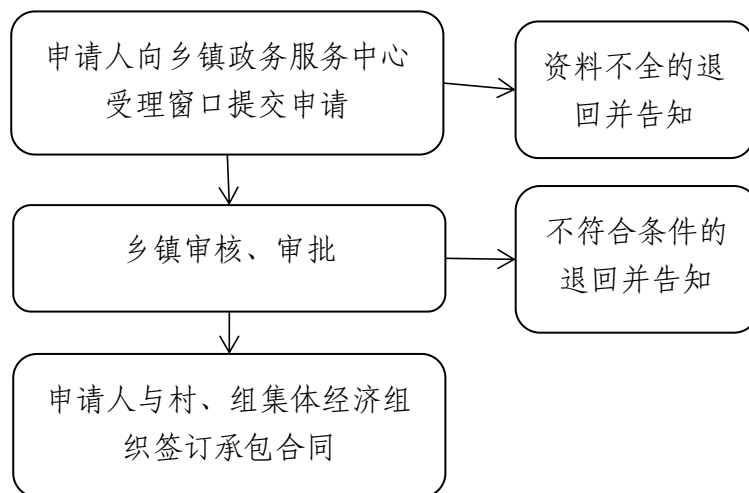 申请人向乡镇政务服务中心
受理窗口提交申请
资料不全的退
回并告知
乡镇审核、审批
不符合条件的
退回并告知
申请人与村、组集体经济组
织签订承包合同